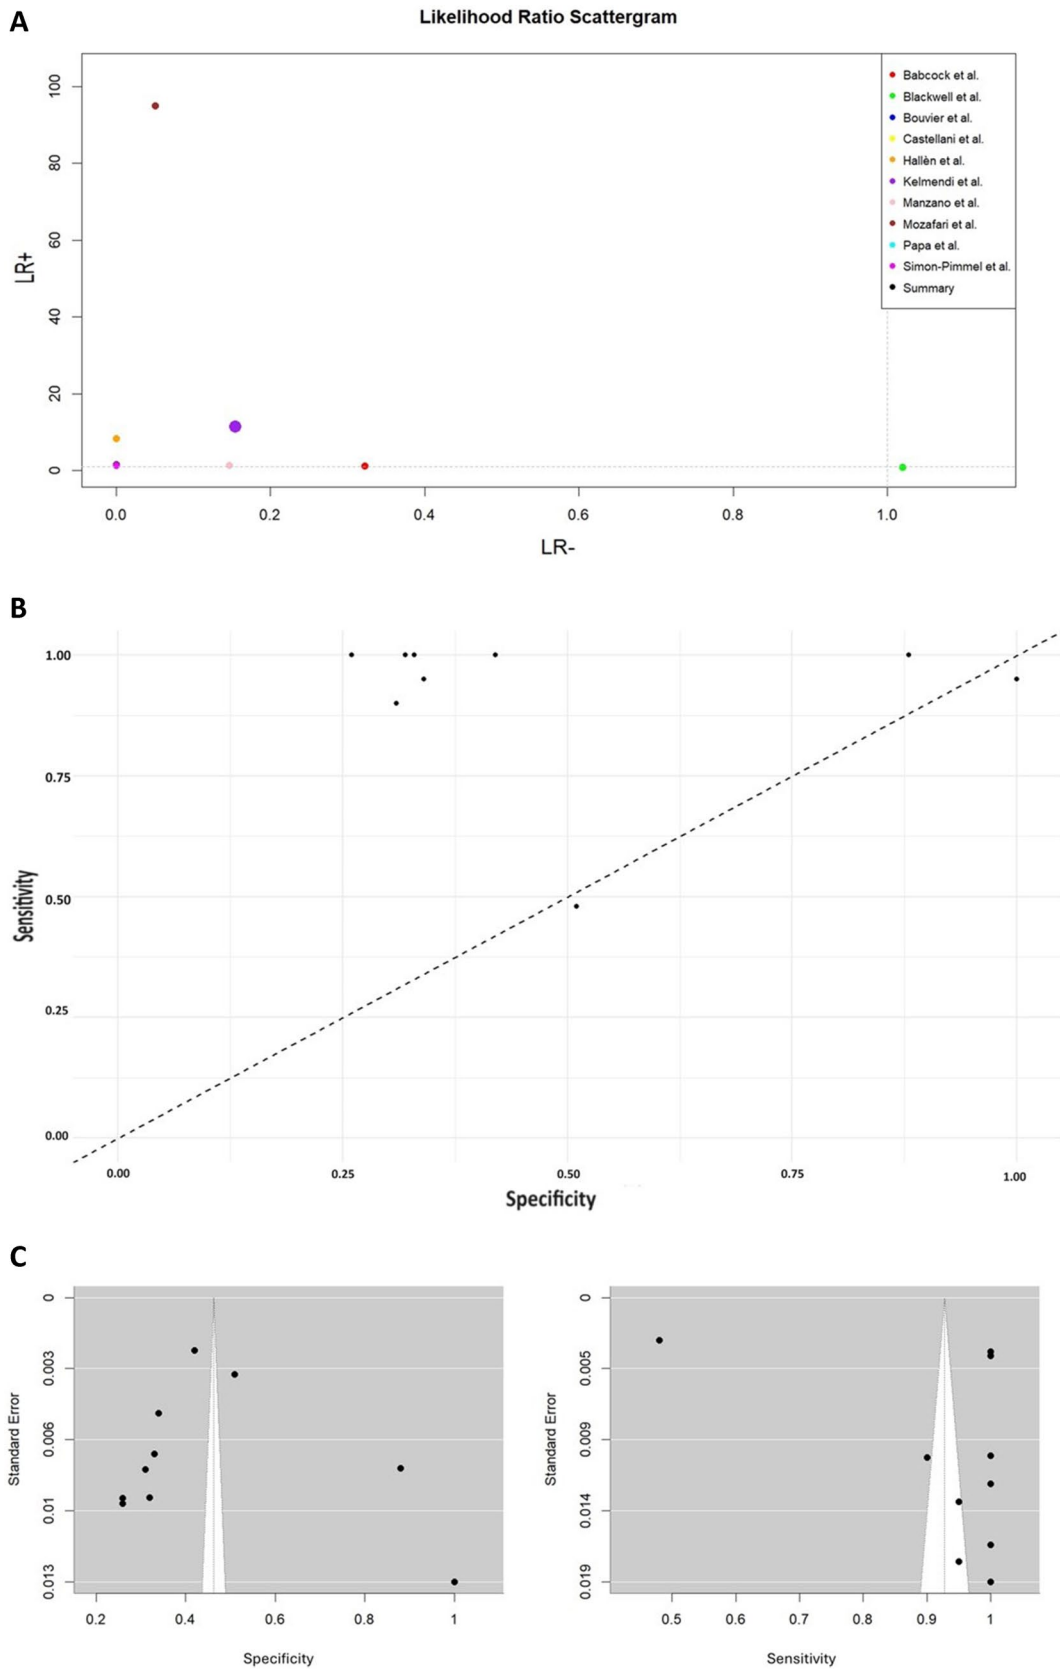 A
Likelihood Ratio Scattergram
LR+
100
80
60
40
20
0
Babcock et al.
Blackwell et al.
Bouvier et al.
Castellani et al.
Hallèn et al.
Kelmendi et al.
Manzano et al.
Mozafari et al.
Papa et al.
Simon-Pimmel et al.
Summary
0.0 0.2 0.4 0.6 0.8 1.0
LR-
B
Sensitivity
1.00
0.75
0.50
0.25
0.00
0.00 0.25 0.50 0.75 1.00
Specificity
C
Standard Error
0
0.003
0.006
0.01
0.013
0.2 0.4 0.6 0.8 1
Specificity
Standard Error
0
0.005
0.009
0.014
0.019
0.5 0.6 0.7 0.8 0.9 1
Sensitivity